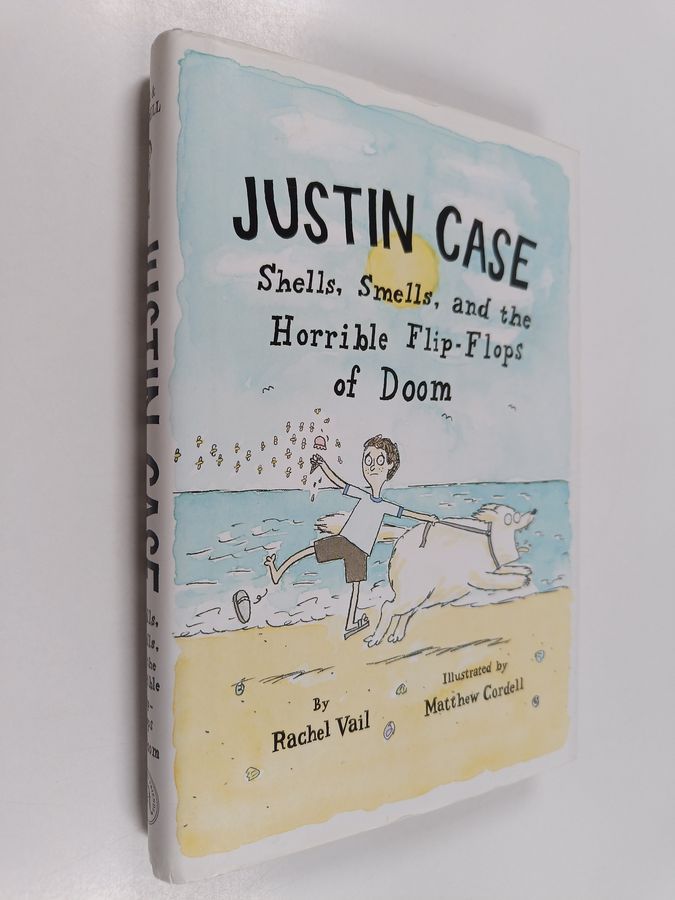 JUSTIN CASE
Shells, Smells, and the
Horrible Flip-Flops
of Doom
By
Rachel Vail
Illustrated by
Matthew Cordell
JUSTIN CASE